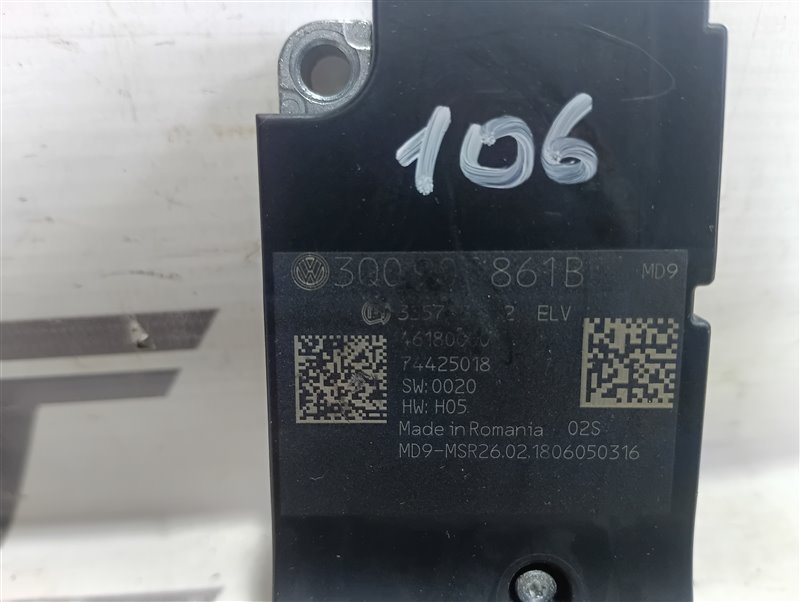 106
861B MD9
ELV
74425018
SW:0020
HW: H05
Made in Romania 02S
MD9-MSR26.02.1806050316